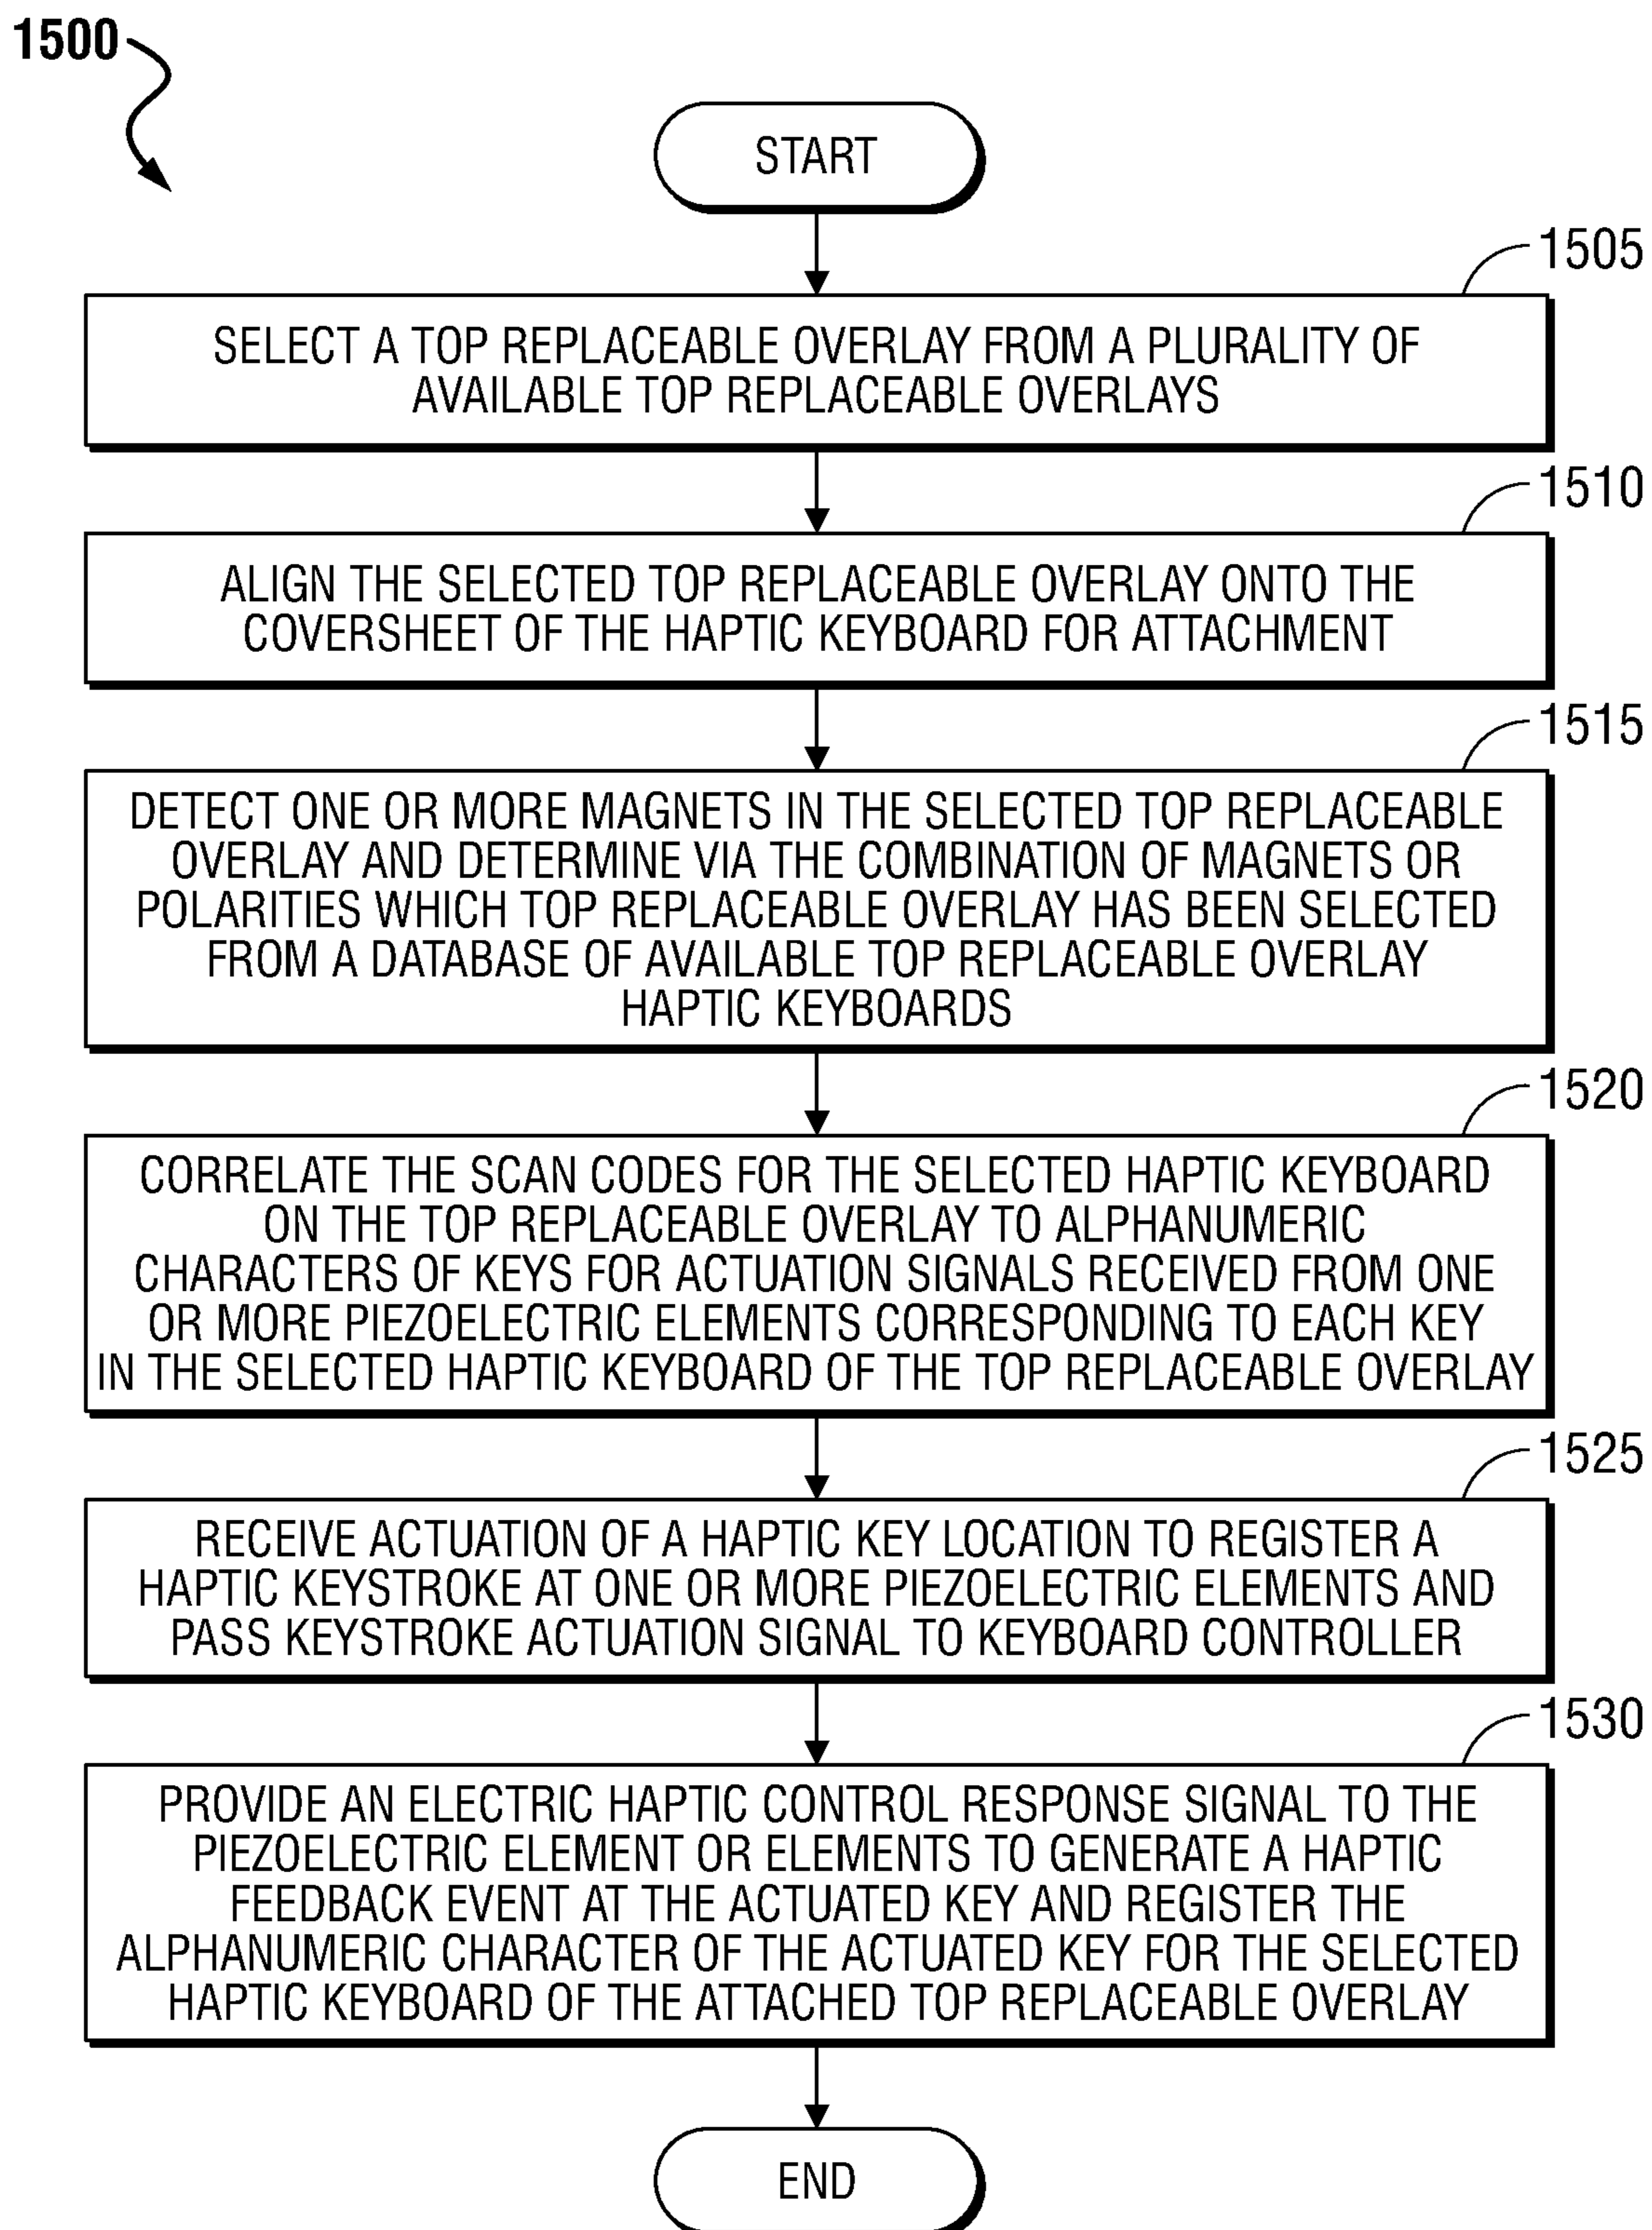 1500
START
1505
SELECT A TOP REPLACEABLE OVERLAY FROM A PLURALITY OF
AVAILABLE TOP REPLACEABLE OVERLAYS
1510
ALIGN THE SELECTED TOP REPLACEABLE OVERLAY ONTO THE
COVERSHEET OF THE HAPTIC KEYBOARD FOR ATTACHMENT
1515
DETECT ONE OR MORE MAGNETS IN THE SELECTED TOP REPLACEABLE
OVERLAY AND DETERMINE VIA THE COMBINATION OF MAGNETS OR
POLARITIES WHICH TOP REPLACEABLE OVERLAY HAS BEEN SELECTED
FROM A DATABASE OF AVAILABLE TOP REPLACEABLE OVERLAY
HAPTIC KEYBOARDS
1520
CORRELATE THE SCAN CODES FOR THE SELECTED HAPTIC KEYBOARD
ON THE TOP REPLACEABLE OVERLAY TO ALPHANUMERIC
CHARACTERS OF KEYS FOR ACTUATION SIGNALS RECEIVED FROM ONE
OR MORE PIEZOELECTRIC ELEMENTS CORRESPONDING TO EACH KEY
IN THE SELECTED HAPTIC KEYBOARD OF THE TOP REPLACEABLE OVERLAY
1525
RECEIVE ACTUATION OF A HAPTIC KEY LOCATION TO REGISTER A
HAPTIC KEYSTROKE AT ONE OR MORE PIEZOELECTRIC ELEMENTS AND
PASS KEYSTROKE ACTUATION SIGNAL TO KEYBOARD CONTROLLER
1530
PROVIDE AN ELECTRIC HAPTIC CONTROL RESPONSE SIGNAL TO THE
PIEZOELECTRIC ELEMENT OR ELEMENTS TO GENERATE A HAPTIC
FEEDBACK EVENT AT THE ACTUATED KEY AND REGISTER THE
ALPHANUMERIC CHARACTER OF THE ACTUATED KEY FOR THE SELECTED
HAPTIC KEYBOARD OF THE ATTACHED TOP REPLACEABLE OVERLAY
END